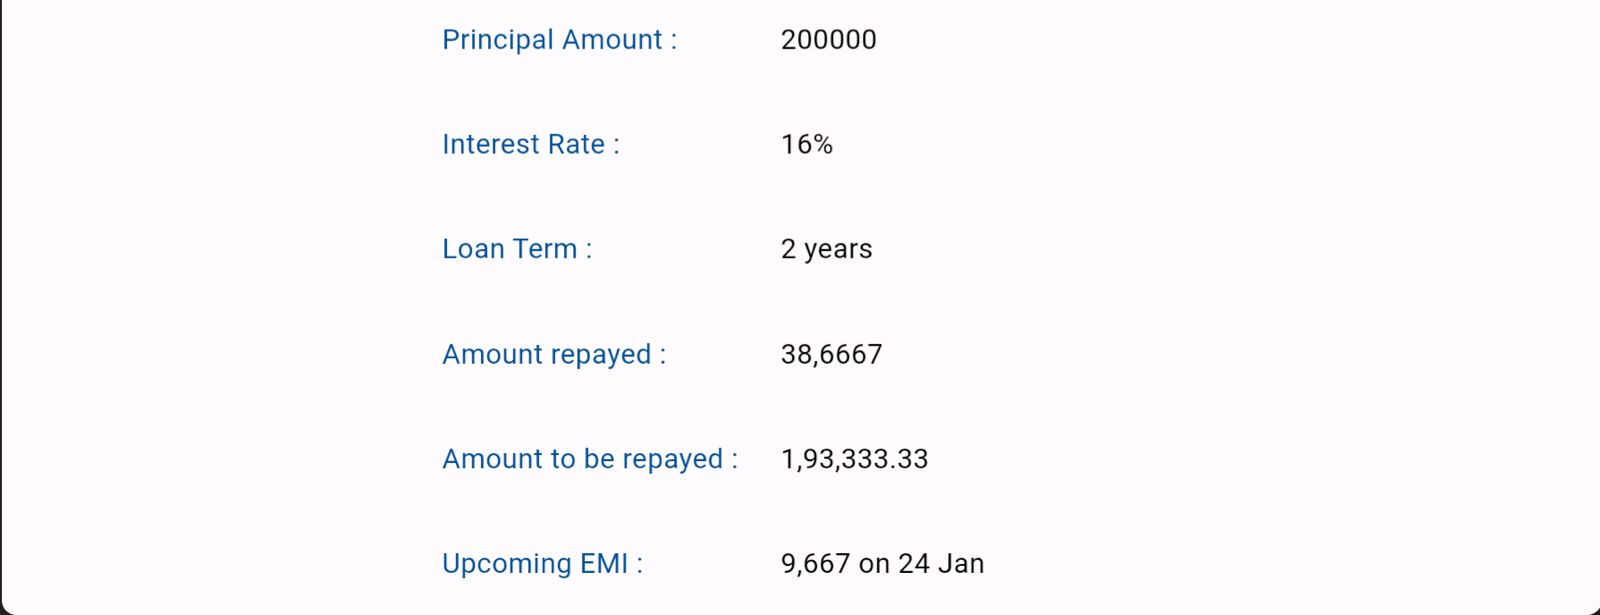 Principal Amount : 200000
Interest Rate : 16%
Loan Term : 2 years
Amount repayed : 38,6667
Amount to be repayed : 1,93,333.33
Upcoming EMI : 9,667 on 24 Jan